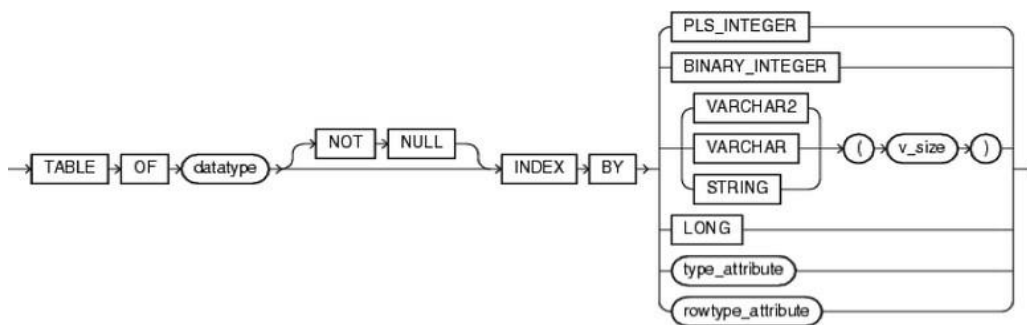 PLS_INTEGER
BINARY_INTEGER
VARCHAR2
NOT NULL VARCHAR ( v_size )
TABLE OF datatype INDEX BY
STRING
LONG
type_attribute
rowtype_attribute